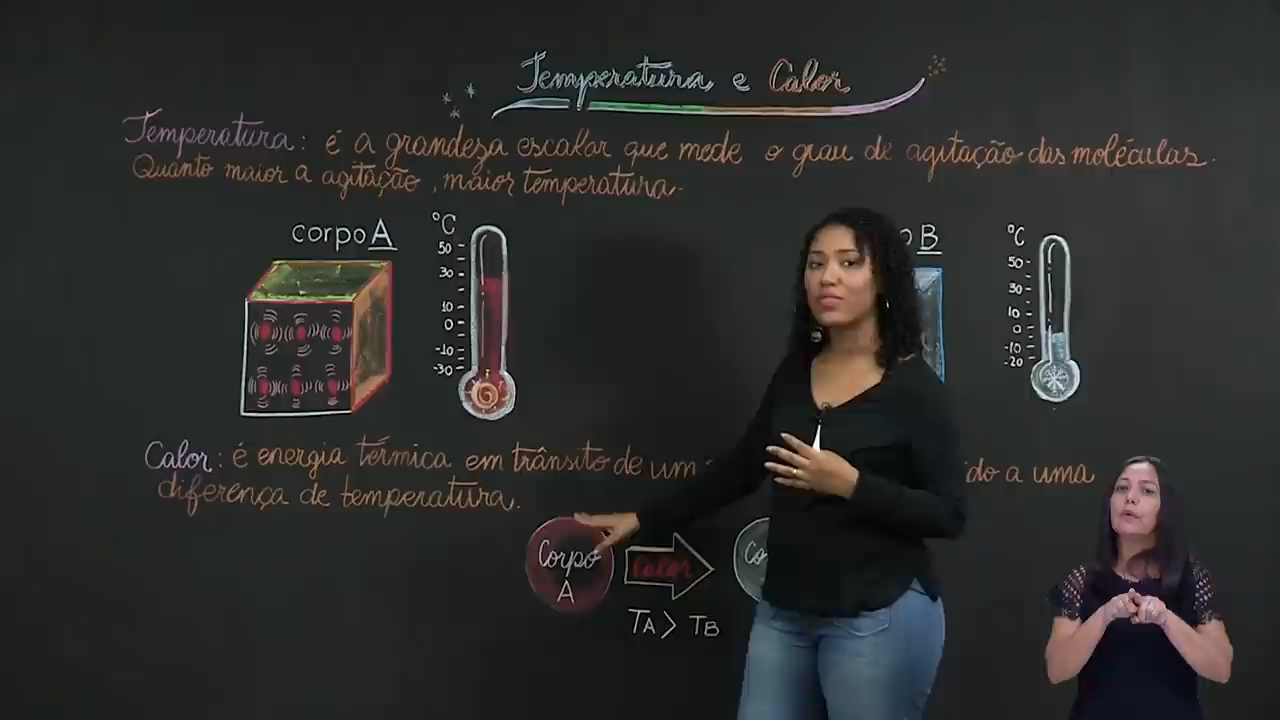 Temperatura e Calor
Temperatura: é a grandeza escalar que mede o grau de agitação das moléculas.
Quanto maior a agitação, maior temperatura.
corpo A
°C
50
30
10
0
-10
-30
B
°C
50
30
10
0
-10
-20
Calor: é energia térmica em trânsito de um a uma
diferença de temperatura.
Corpo
A
Calor
TA > TB